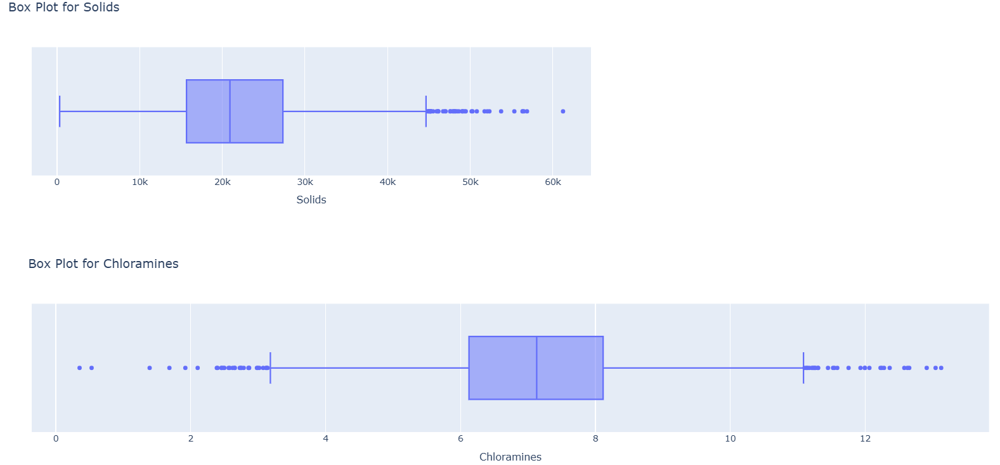 Box Plot for Solids
0 10k 20k 30k 40k 50k 60k
Solids
Box Plot for Chloramines
0 2 4 6 8 10 12
Chloramines